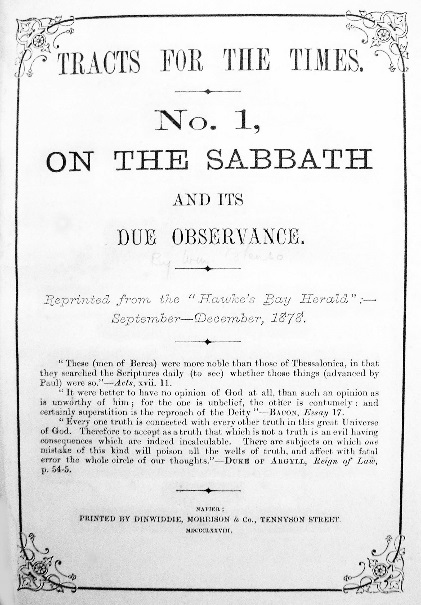 TRACTS FOR THE TIMES.
No. 1,
ON THE SABBATH
AND ITS
DUE OBSERVANCE.
Reprinted from the "Hawke's Bay Herald":—
September—December, 1878.
"These (men of Berea) were more noble than those of Thessalonica, in that
they searched the Scriptures daily (to see) whether those things (advanced by
Paul) were so."—Acts, xvii. 11.
"It were better to have no opinion of God at all, than such an opinion as
is unworthy of him; for the one is unbelief, the other is contumely: and
certainly superstition is the reproach of the Deity"—BACON, Essay 17.
"Every one truth is connected with every other truth in this great Universe
of God. Therefore to accept as a truth that which is not a truth is an evil having
consequences which are indeed incalculable. There are subjects on which one
mistake of this kind will poison all the wells of truth, and affect with fatal
error the whole circle of our thoughts."—DUKE OF ARGYLL, Reign of Law,
p. 54-5.
NAPIER:
PRINTED BY DINWIDDIE, MORRISON & Co., TENNYSON STREET.
MDCCCLXXVIII.